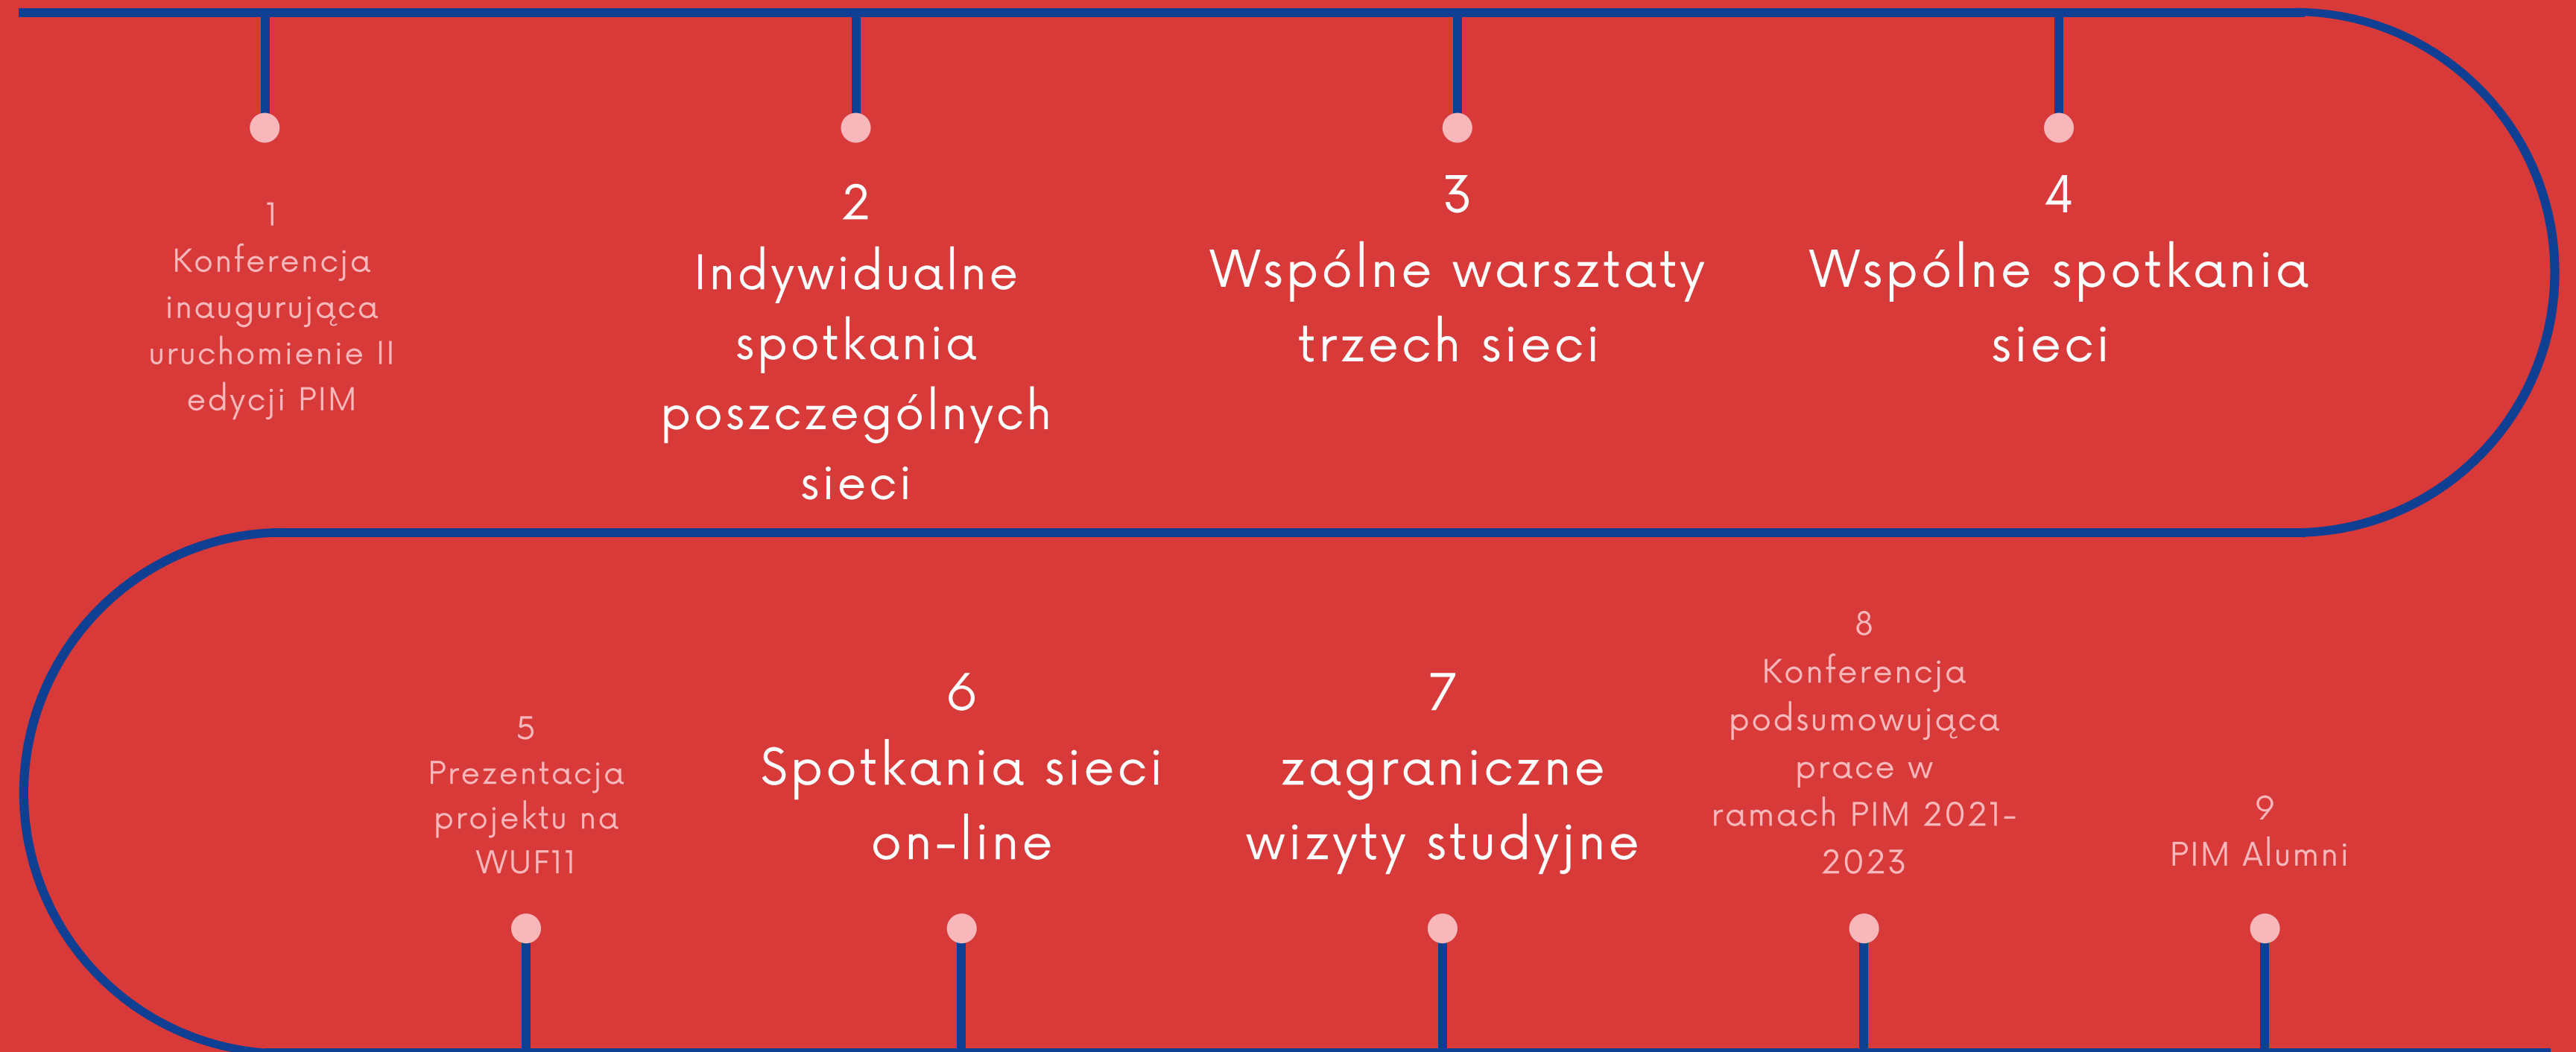 1
Konferencja
inaugurująca
uruchomienie II
edycji PIM
2
Indywidualne
spotkania
poszczególnych
sieci
3
Wspólne warsztaty
trzech sieci
4
Wspólne spotkania
sieci
5
Prezentacja
projektu na
WUF11
6
Spotkania sieci
on-line
7
zagraniczne
wizyty studyjne
8
Konferencja
podsumowująca
prace w
ramach PIM 2021-
2023
9
PIM Alumni